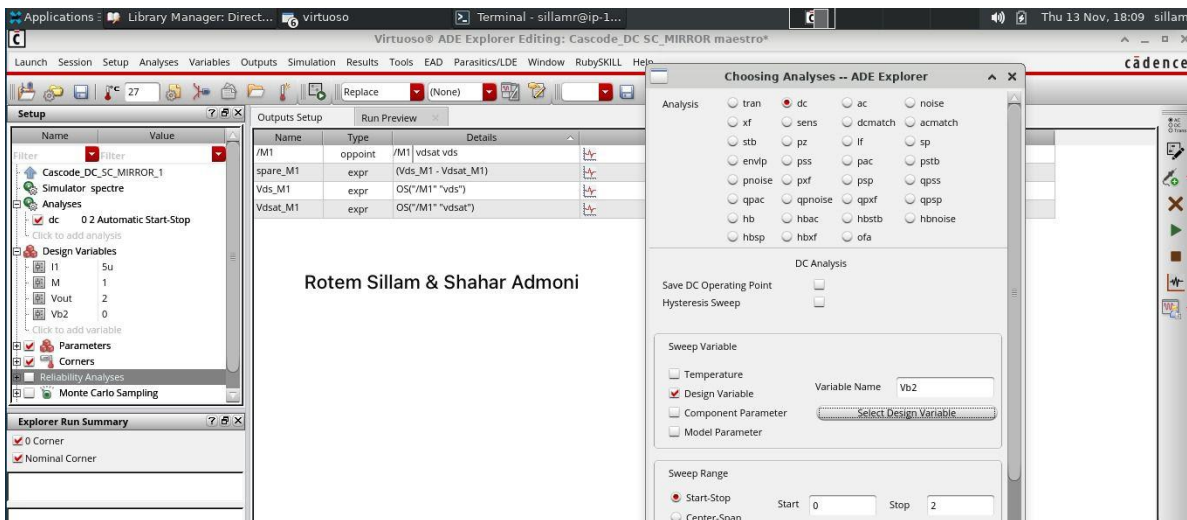 Applications Library Manager: Direct... virtuoso Terminal - sillamr@ip-1... Thu 13 Nov, 18:09 sillam
Virtuoso® ADE Explorer Editing: Cascode_DC SC_MIRROR maestro*
Launch Session Setup Analyses Variables Outputs Simulation Results Tools EAD Parasitics/LDE Window RubySKILL Help
cādence
27 Replace (None)
Setup
Name Value
Filter Filter
Cascode_DC_SC_MIRROR_1
Simulator spectre
Analyses
dc 0 2 Automatic Start-Stop
Click to add analysis
Design Variables
I1 5u
M 1
Vout 2
Vb2 0
Click to add variable
Parameters
Corners
Reliability Analyses
Monte Carlo Sampling
Explorer Run Summary
0 Corner
Nominal Corner
Outputs Setup Run Preview
Name Type Details
/M1 oppoint /M1 vdsat vds
spare_M1 expr (Vds_M1 - Vdsat_M1)
Vds_M1 expr OS("/M1" "vds")
Vdsat_M1 expr OS("/M1" "vdsat")
Rotem Sillam & Shahar Admoni
Choosing Analyses -- ADE Explorer
Analysis tran dc ac noise
xf sens dcmatch acmatch
stb pz lf sp
envlp pss pac pstb
pnoise pxf psp qpss
qpac qpnoise qpxf qpsp
hb hbac hbstb hbnoise
hbsp hbxf ofa
DC Analysis
Save DC Operating Point
Hysteresis Sweep
Sweep Variable
Temperature
Design Variable Variable Name Vb2
Component Parameter Select Design Variable
Model Parameter
Sweep Range
Start-Stop Start 0 Stop 2
Center-Span